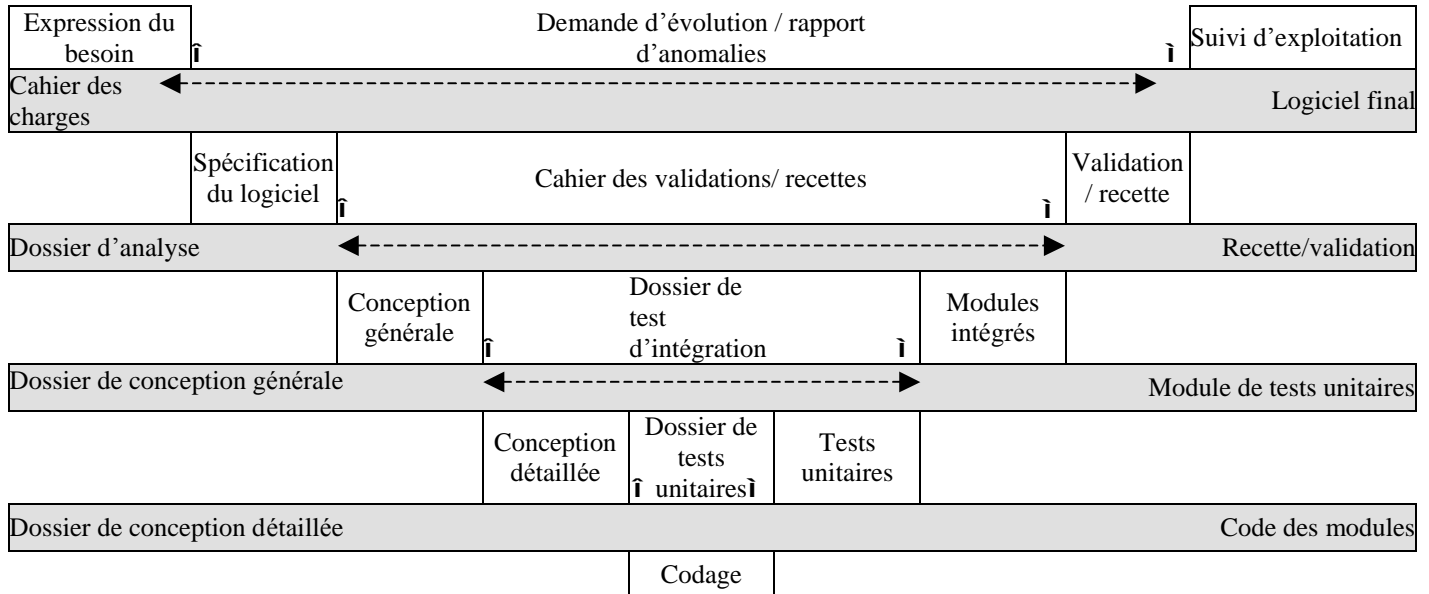 Expression du
besoin
î
Demande d’évolution / rapport
d’anomalies
ì
Suivi d’exploitation
Cahier des
charges
Logiciel final
Spécification
du logiciel
î
Cahier des validations/ recettes
ì
Validation
/ recette
Dossier d’analyse
Recette/validation
Conception
générale
î
Dossier de
test
d’intégration
ì
Modules
intégrés
Dossier de conception générale
Module de tests unitaires
Conception
détaillée
Dossier de
tests
î unitairesì
Tests
unitaires
Dossier de conception détaillée
Code des modules
Codage